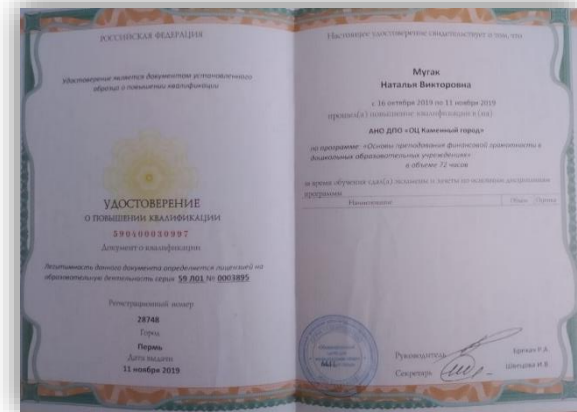 РОССИЙСКАЯ ФЕДЕРАЦИЯ
Удостоверение является документом установленного
образца о повышении квалификации
УДОСТОВЕРЕНИЕ
О ПОВЫШЕНИИ КВАЛИФИКАЦИИ
590400030997
Документ о квалификации
Легитимность данного документа определяется лицензией на
образовательную деятельность серия 59 Л01 № 0003895
Регистрационный номер
28748
Город
Пермь
Дата выдачи
11 ноября 2019
Настоящее удостоверение свидетельствует о том, что
Мугак
Наталья Викторовна
с 16 октября 2019 по 11 ноября 2019
прошел(а) повышение квалификации в (на)
АНО ДПО «ОЦ Каменный город»
по программе: «Основы преподавания финансовой грамотности в
дошкольных образовательных учреждениях»
в объеме 72 часов
за время обучения сдал(а) экзамены и зачеты по основным дисциплинам
программы
Наименование Объем Оценка
Руководитель
Секретарь Швецова И.В.